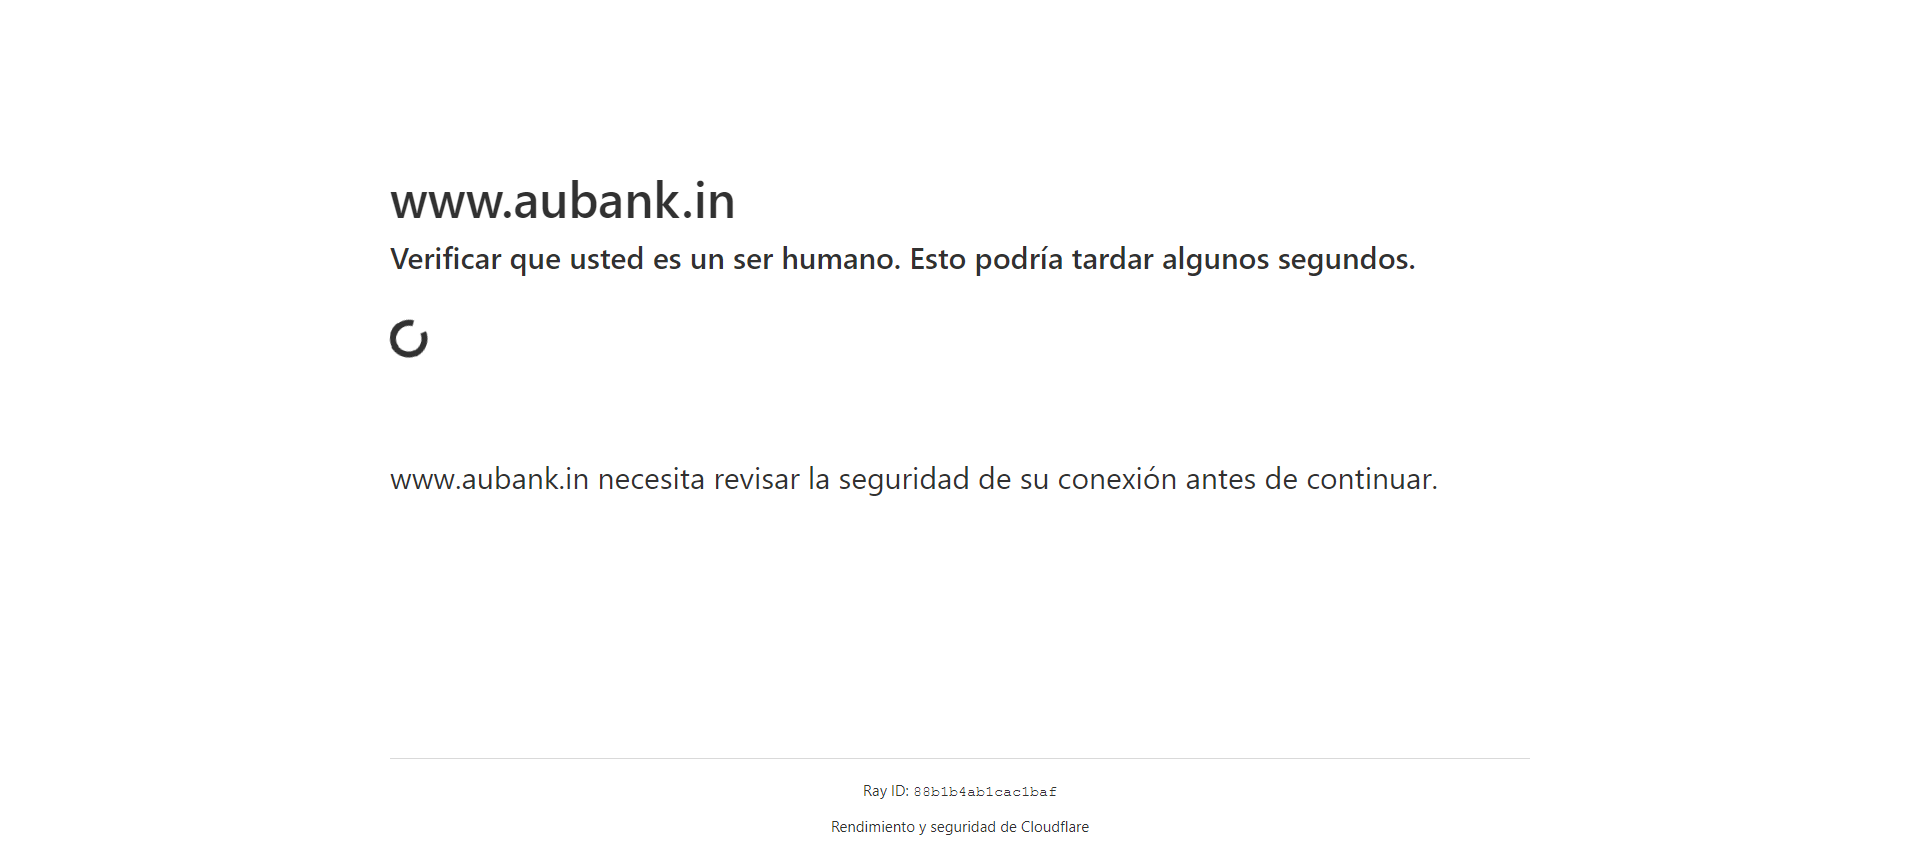 www.aubank.in
Verificar que usted es un ser humano. Esto podría tardar algunos segundos.
www.aubank.in necesita revisar la seguridad de su conexión antes de continuar.
Ray ID: 88b1b4ab1cac1baf
Rendimiento y seguridad de Cloudflare